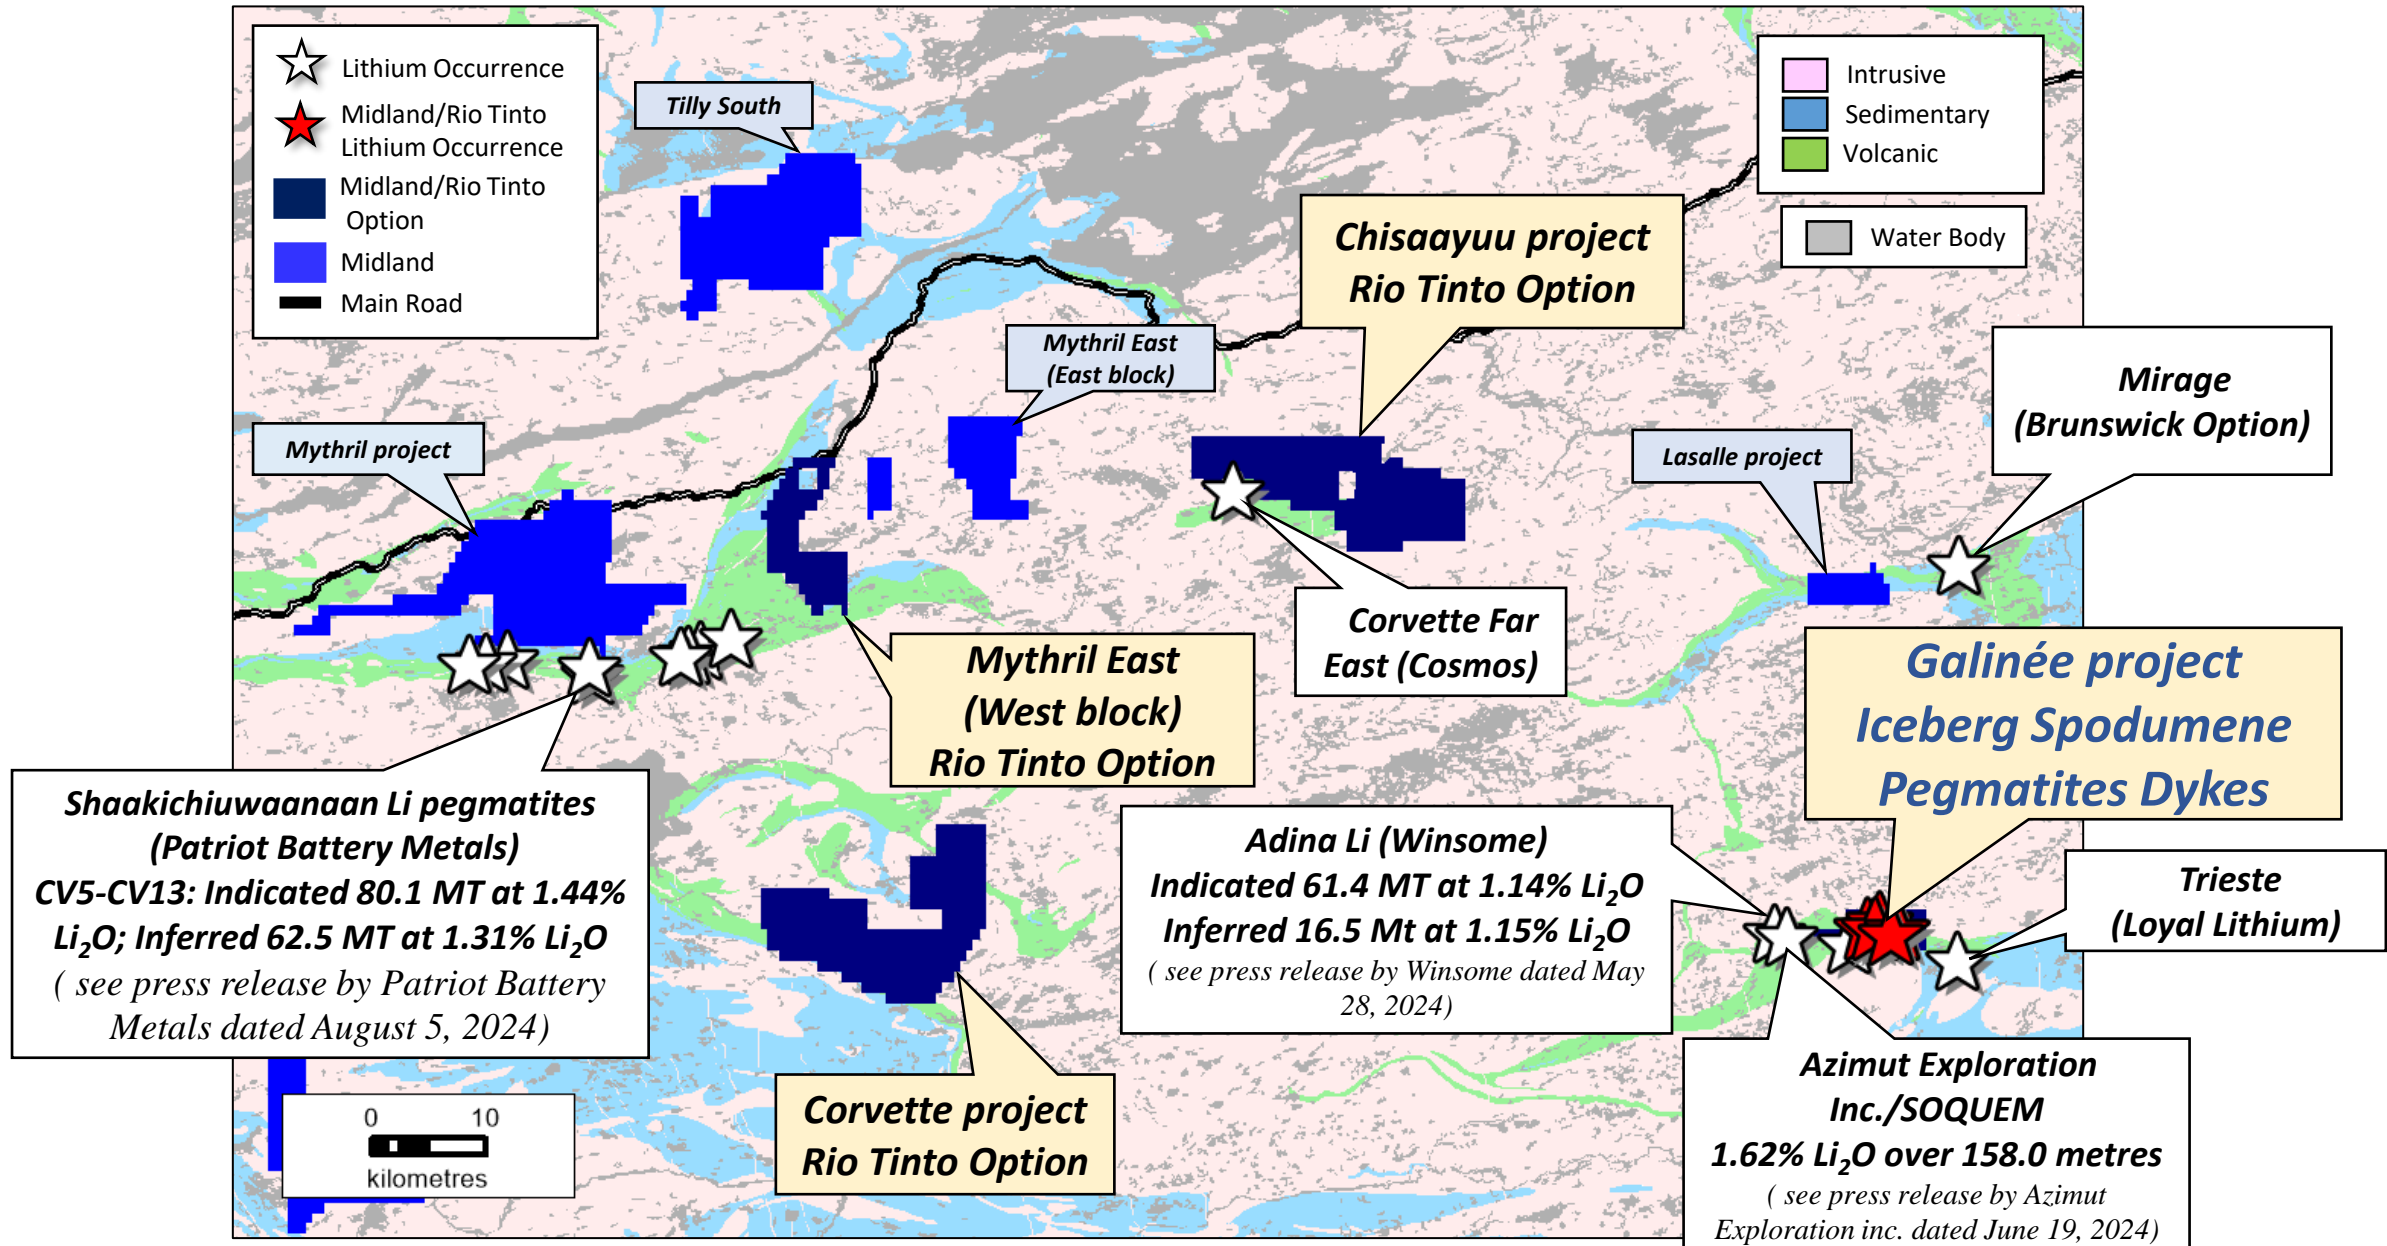 Lithium Occurrence
Midland/Rio Tinto
Lithium Occurrence
Midland/Rio Tinto
Option
Midland
Main Road
Tilly South
Intrusive
Sedimentary
Volcanic
Water Body
Chisaayuu project
Rio Tinto Option
Mythril East
(East block)
Mirage
(Brunswick Option)
Mythril project
Lasalle project
Corvette Far
East (Cosmos)
Mythril East
(West block)
Rio Tinto Option
Galinée project
Iceberg Spodumene
Pegmatites Dykes
Shaakichiuwaanaan Li pegmatites
(Patriot Battery Metals)
CV5-CV13: Indicated 80.1 MT at 1.44%
Li₂O; Inferred 62.5 MT at 1.31% Li₂O
( see press release by Patriot Battery
Metals dated August 5, 2024)
Adina Li (Winsome)
Indicated 61.4 MT at 1.14% Li₂O
Inferred 16.5 Mt at 1.15% Li₂O
( see press release by Winsome dated May
28, 2024)
Trieste
(Loyal Lithium)
Corvette project
Rio Tinto Option
Azimut Exploration
Inc./SOQUEM
1.62% Li₂O over 158.0 metres
( see press release by Azimut
Exploration inc. dated June 19, 2024)
0 10
kilometres